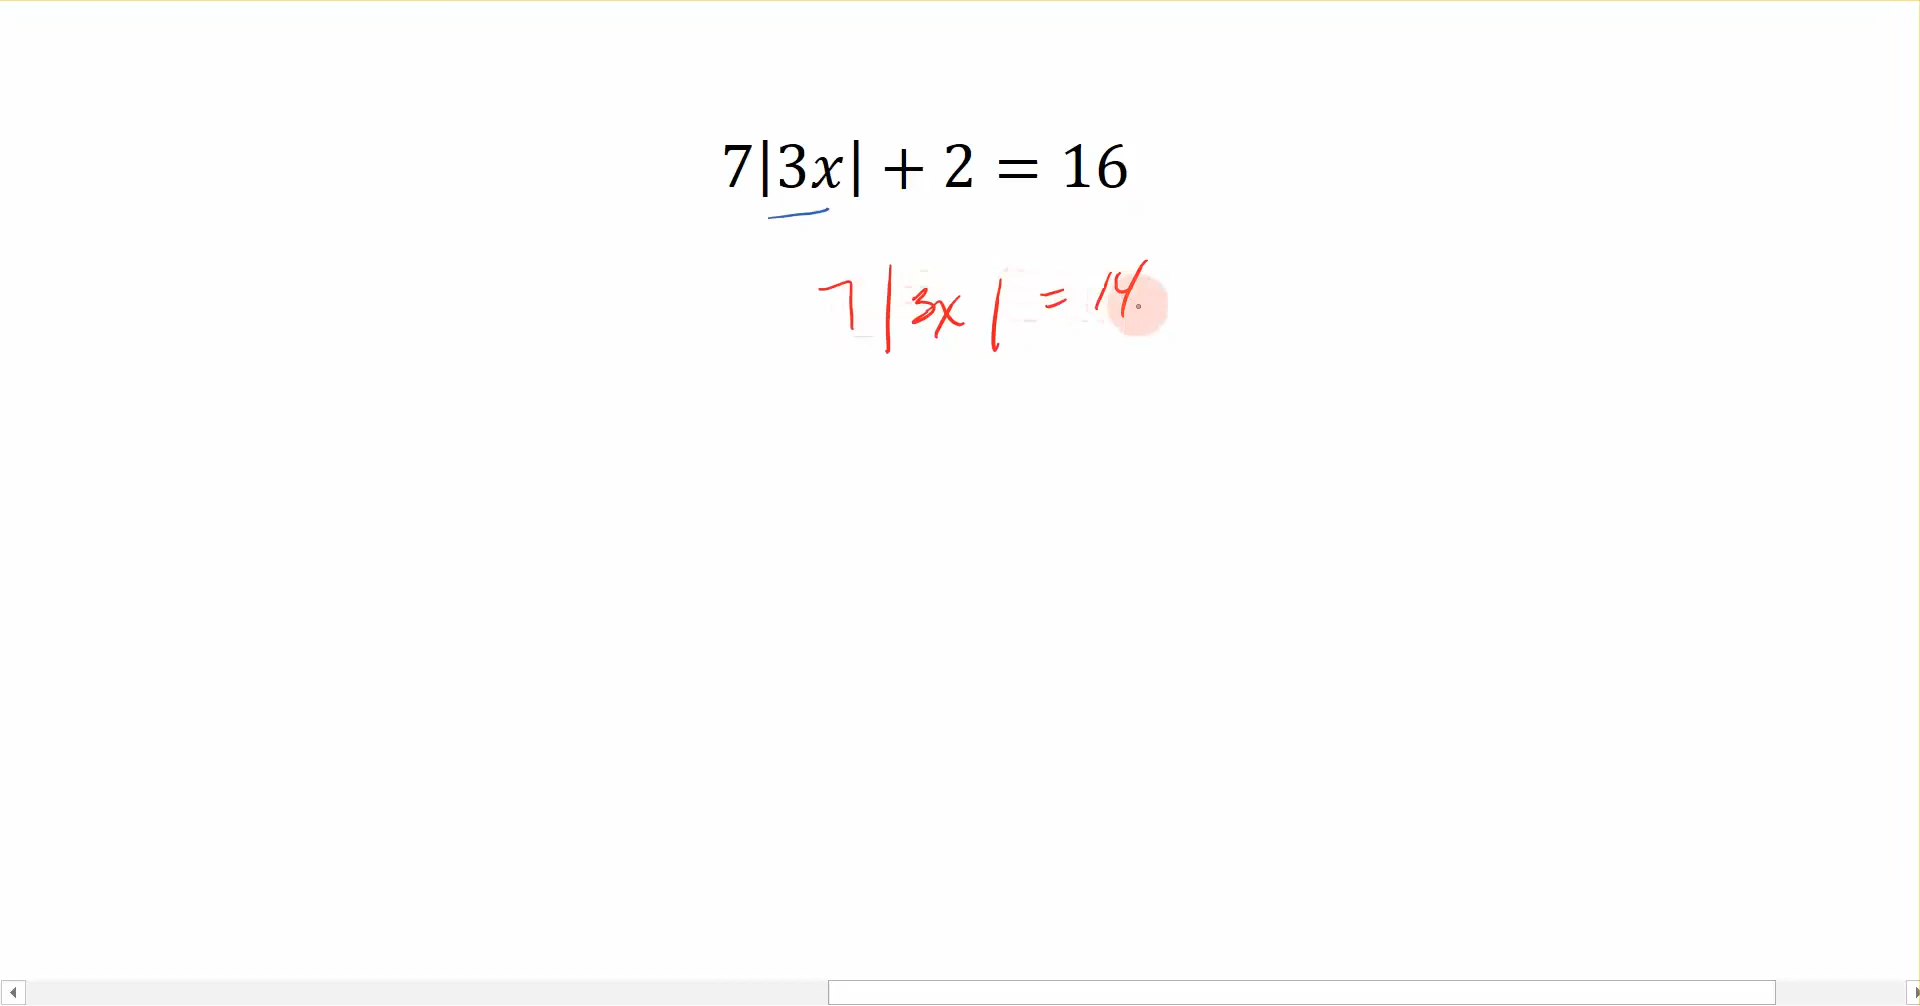 7|3x| + 2 = 16
7|3x| = 14